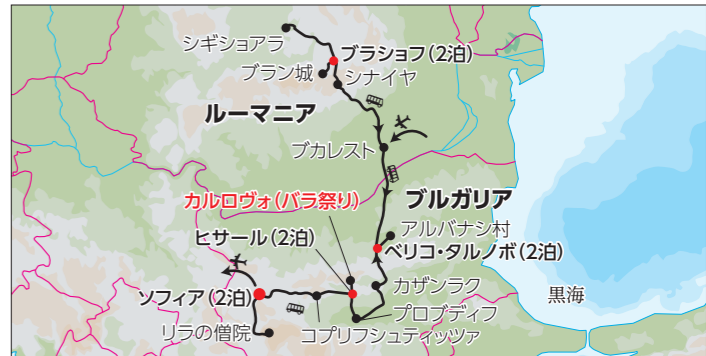 シギショアラ
ブラショフ(2泊)
ブラン城
シナイヤ
ルーマニア
ブカレスト
ブルガリア
カルロヴォ(バラ祭り)
アルバナシ村
ヒサール(2泊)
ベリコ・タルノボ(2泊)
カザンラク
ソフィア(2泊)
プロブディフ
黒海
リラの僧院
コプリフシュティッツァ